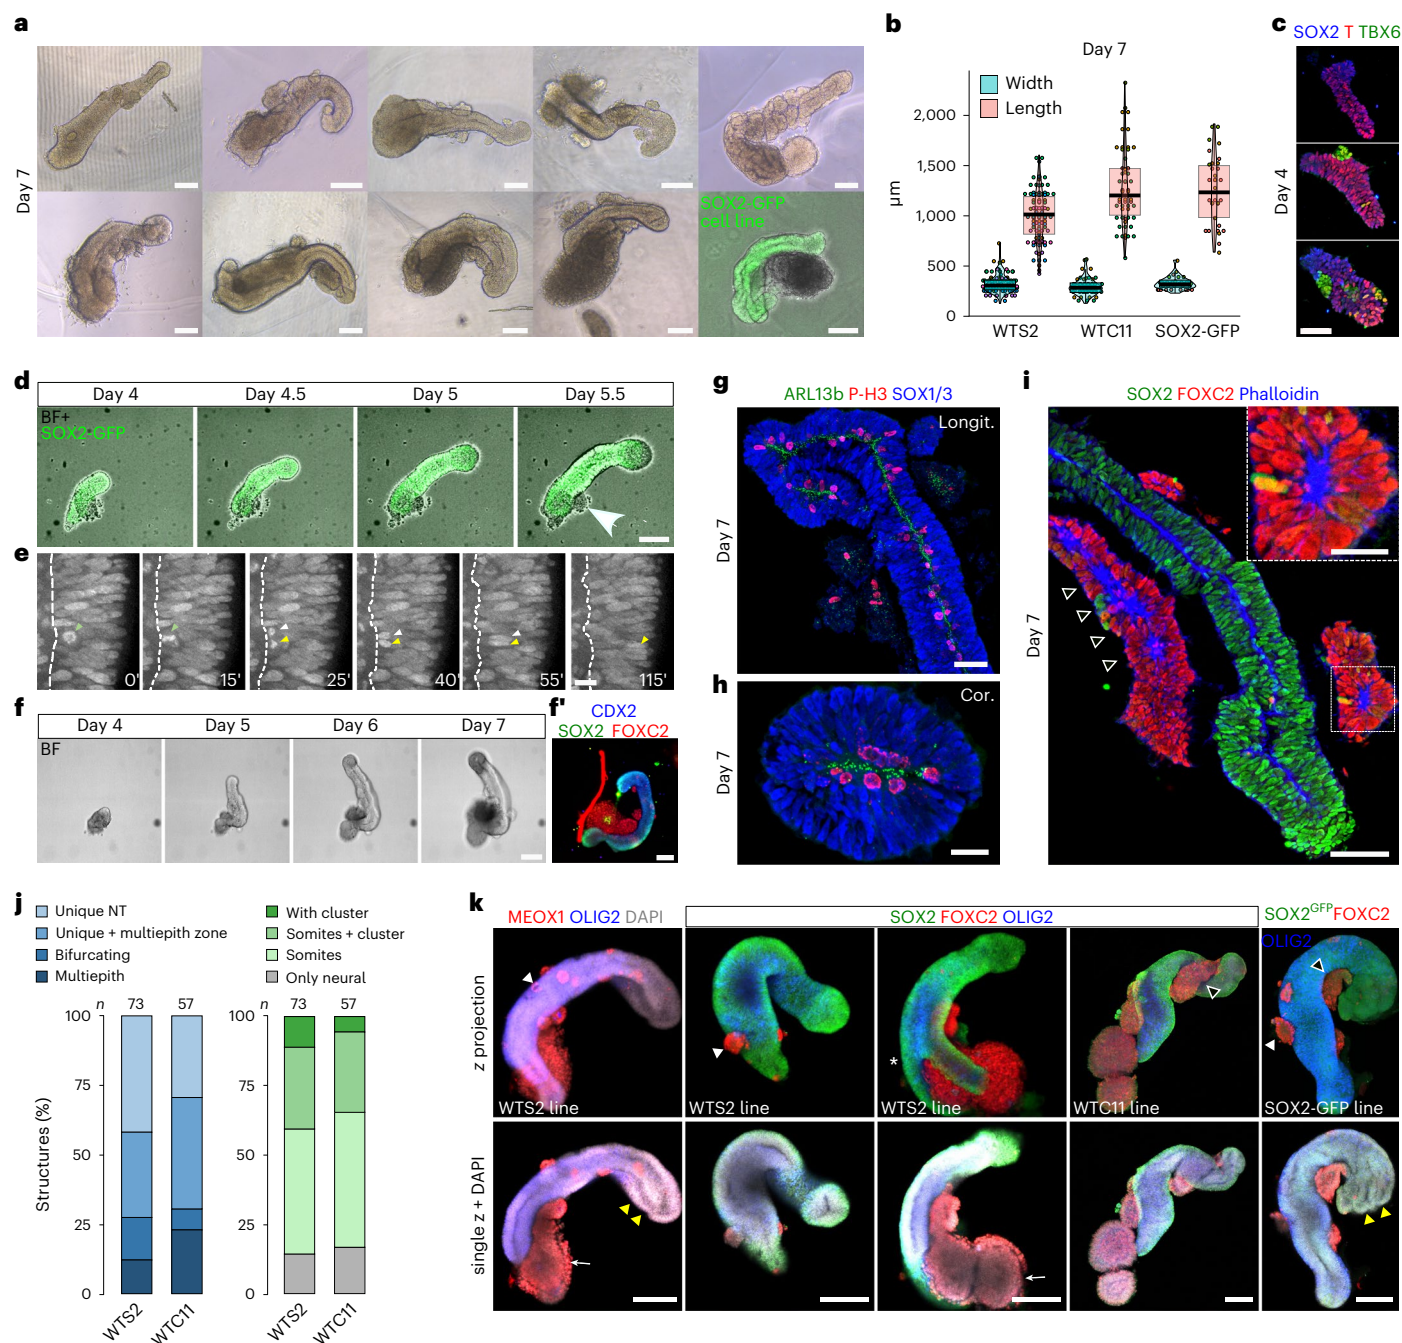 a
Day 7
SOX2-GFP
cell line
b
Day 7
Width
Length
µm
2,000
1,500
1,000
500
0
WTS2
WTC11
SOX2-GFP
c
SOX2 T TBX6
Day 4
d
Day 4
Day 4.5
Day 5
Day 5.5
BF+
SOX2-GFP
e
0'
15'
25'
40'
55'
115'
f
Day 4
Day 5
Day 6
Day 7
BF
f'
CDX2
SOX2 FOXC2
g
ARL13b P-H3 SOX1/3
Longit.
Day 7
h
Cor.
Day 7
i
SOX2 FOXC2 Phalloidin
Day 7
j
Unique NT
Unique + multiepith zone
Bifurcating
Multiepith
With cluster
Somites + cluster
Somites
Only neural
n 73 57
n 73 57
Structures (%)
100
75
50
25
0
WTS2
WTC11
100
75
50
25
0
WTS2
WTC11
k
MEOX1 OLIG2 DAPI
SOX2 FOXC2 OLIG2
SOX2GFP FOXC2
OLIG2
z projection
*
WTS2 line
WTS2 line
WTS2 line
WTC11 line
SOX2-GFP line
single z + DAPI